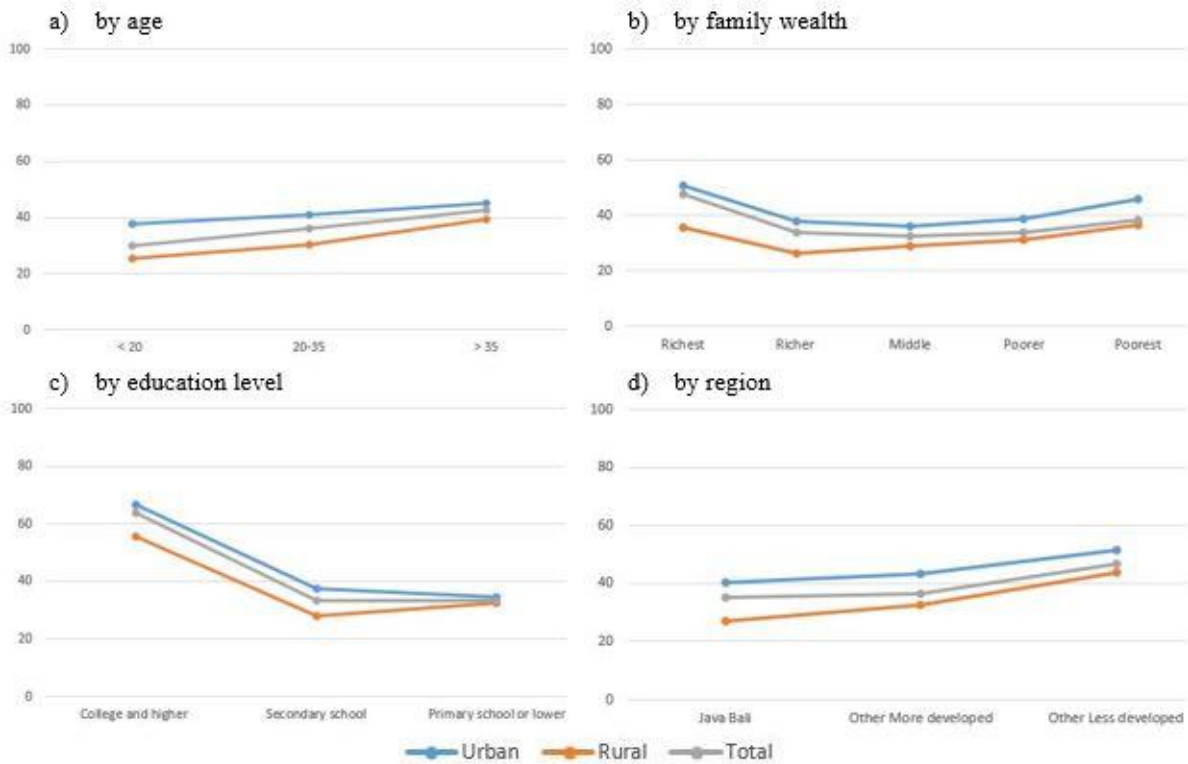 a) by age
100
80
60
40
20
0
< 20 20-35 > 35
b) by family wealth
100
80
60
40
20
0
Richest Richer Middle Poorer Poorest
c) by education level
100
80
60
40
20
0
College and higher Secondary school Primary school or lower
d) by region
100
80
60
40
20
0
Java Bali Other More developed Other Less developed
Urban Rural Total